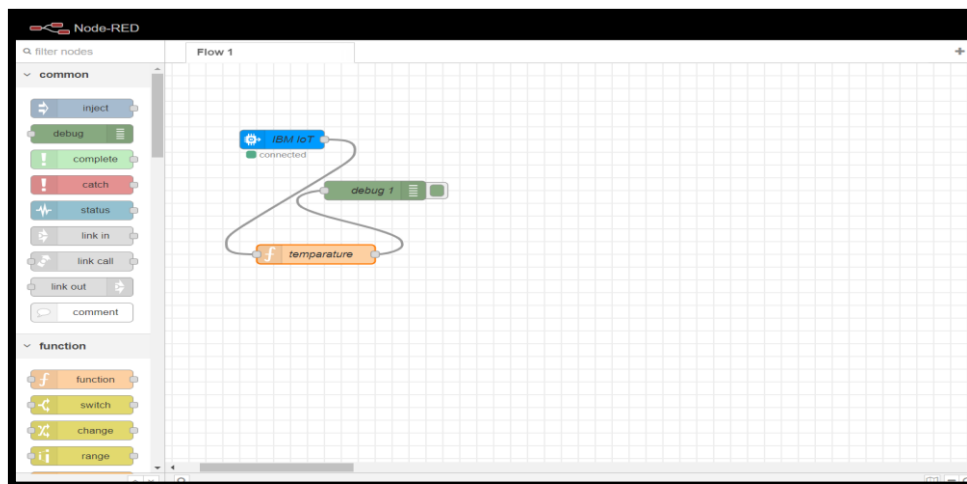 Node-RED
filter nodes
Flow 1
common
inject
debug
complete
catch
status
link in
link call
link out
comment
function
function
switch
change
range
IBM IoT
connected
debug 1
temparature